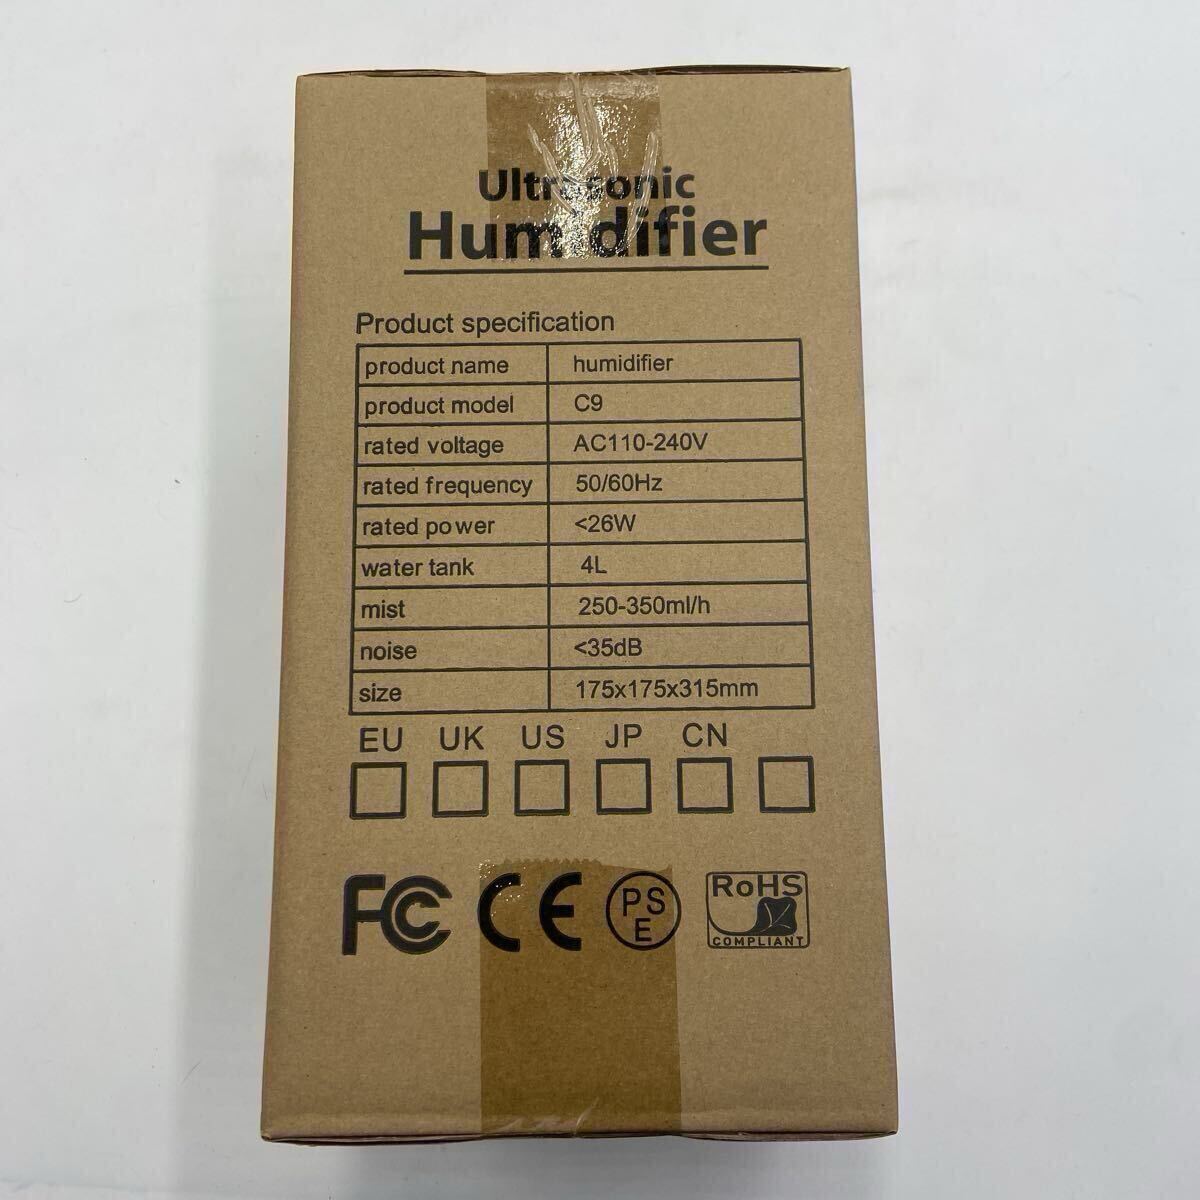 Ultrasonic
Humidifier
Product specification
product name humidifier
product model C9
rated voltage AC110-240V
rated frequency 50/60Hz
rated power <26W
water tank 4L
mist 250-350ml/h
noise <35dB
size 175x175x315mm
EU UK US JP CN
FC CE PSE RoHS
COMPLIANT